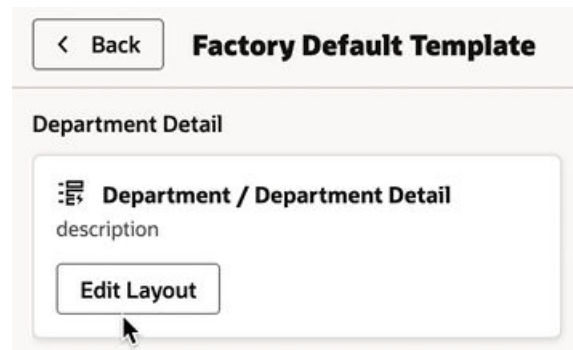 Back
Factory Default Template
Department Detail
Department / Department Detail
description
Edit Layout